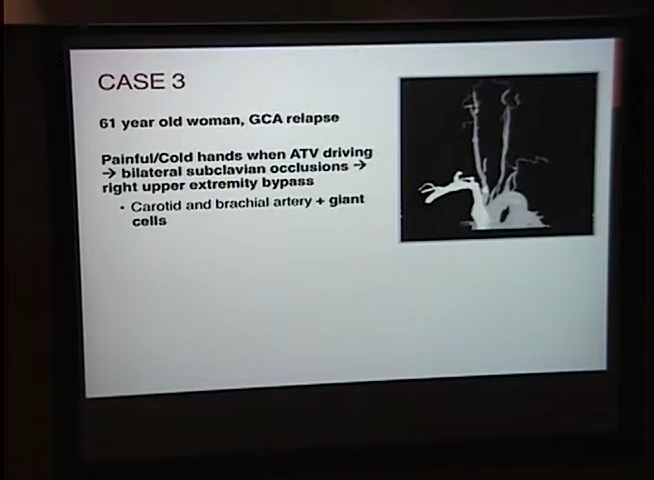 CASE 3
61 year old woman, GCA relapse
Painful/Cold hands when ATV driving
→ bilateral subclavian occlusions →
right upper extremity bypass
• Carotid and brachial artery + giant
cells